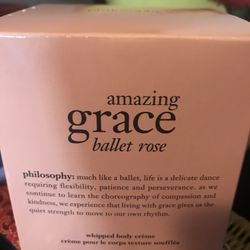 amazing
grace
ballet rose
philosophy: much like a ballet, life is a delicate dance
requiring flexibility, patience and perseverance. as we
continue to learn the choreography of compassion and
kindness, we experience that living with grace gives us the
quiet strength to move to our own rhythm.
whipped body crème
crème pour le corps texture soufflée